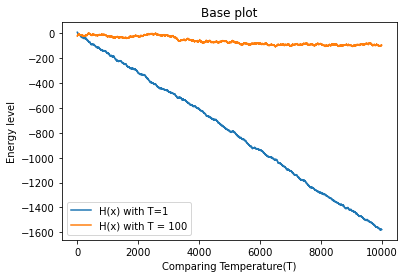 Base plot
0
−200
−400
−600
−800
−1000
−1200
−1400
−1600
Energy level
H(x) with T=1
H(x) with T = 100
0 2000 4000 6000 8000 10000
Comparing Temperature(T)